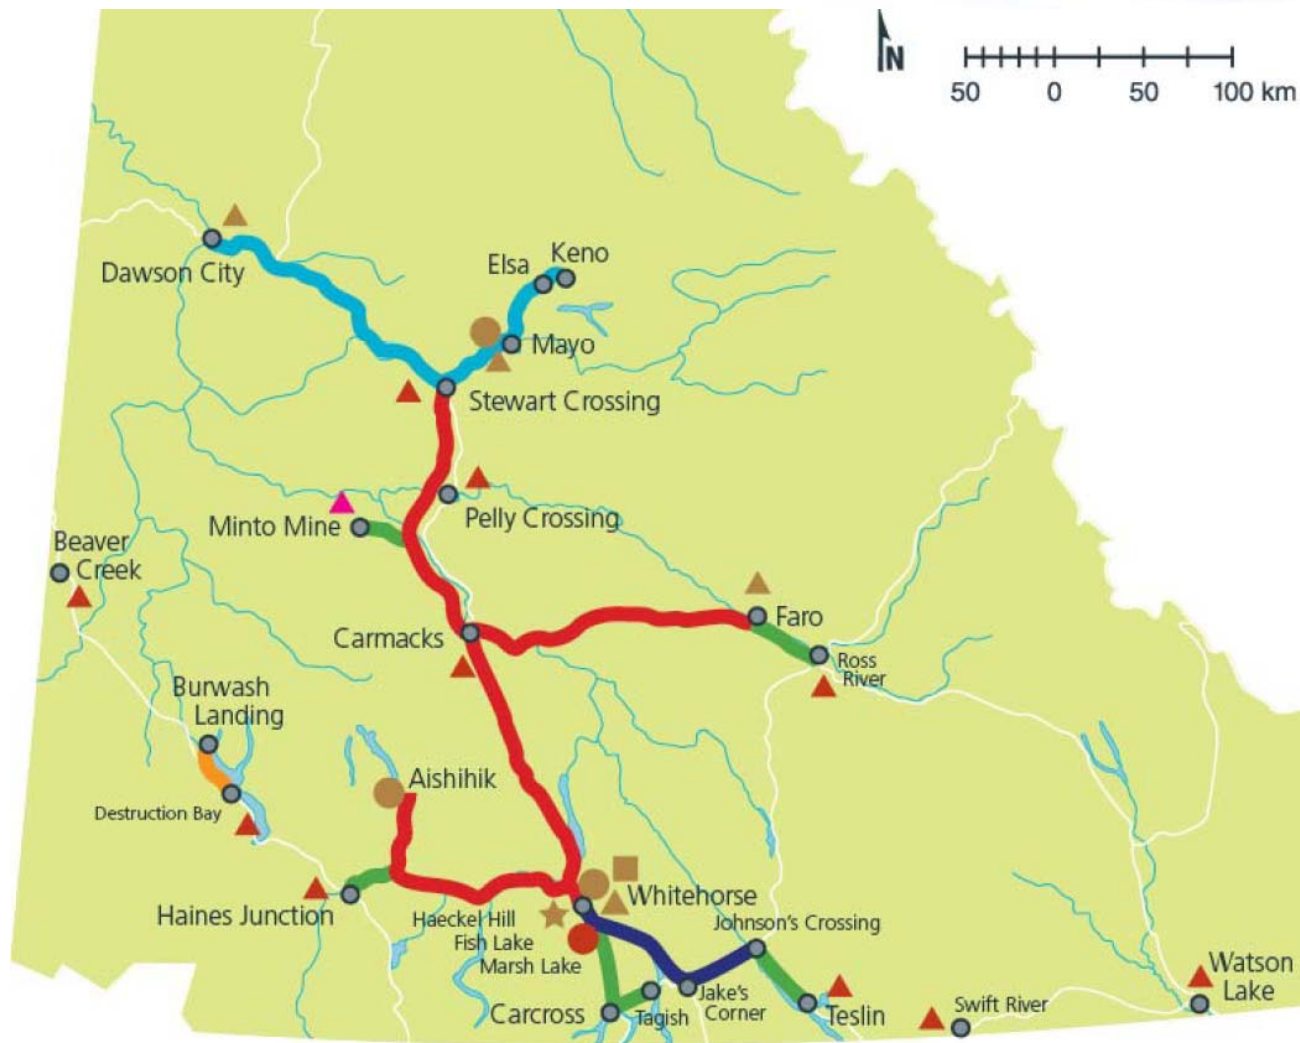 N
50 0 50 100 km
Dawson City
Elsa
Keno
Mayo
Stewart Crossing
Pelly Crossing
Minto Mine
Beaver
Creek
Carmacks
Faro
Ross
River
Burwash
Landing
Aishihik
Destruction Bay
Haines Junction
Haeckel Hill
Fish Lake
Marsh Lake
Whitehorse
Johnson's Crossing
Carcross
Tagish
Jake's
Corner
Teslin
Swift River
Watson
Lake